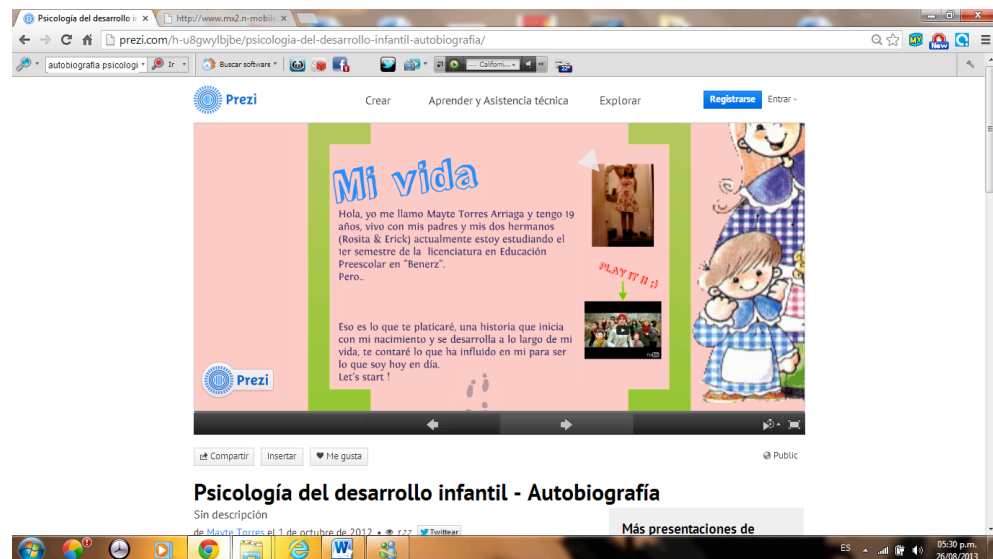 Psicología del desarrollo i
http://www.mx2.n-mobile
prezi.com/h-u8gwylbjbe/psicologia-del-desarrollo-infantil-autobiografia/
autobiografia psicologi
Ir
Buscar software
Californi...
22°
MY
New
Prezi
Crear
Aprender y Asistencia técnica
Explorar
Registrarse
Entrar
Mi vida
Hola, yo me llamo Mayte Torres Arriaga y tengo 19
años, vivo con mis padres y mis dos hermanos
(Rosita & Erick) actualmente estoy estudiando el
1er semestre de la licenciatura en Educación
Preescolar en "Benerz".
Pero..
PLAY IT !! ;)
Eso es lo que te platicaré, una historia que inicia
con mi nacimiento y se desarrolla a lo largo de mi
vida, te contaré lo que ha influido en mi para ser
lo que soy hoy en día.
Let's start !
Prezi
Compartir
Insertar
Me gusta
Public
Psicología del desarrollo infantil - Autobiografía
Sin descripción
de Mayte Torres el 1 de octubre de 2012 • 122 Twittear
Más presentaciones de
ES
05:30 p.m.
26/08/2013